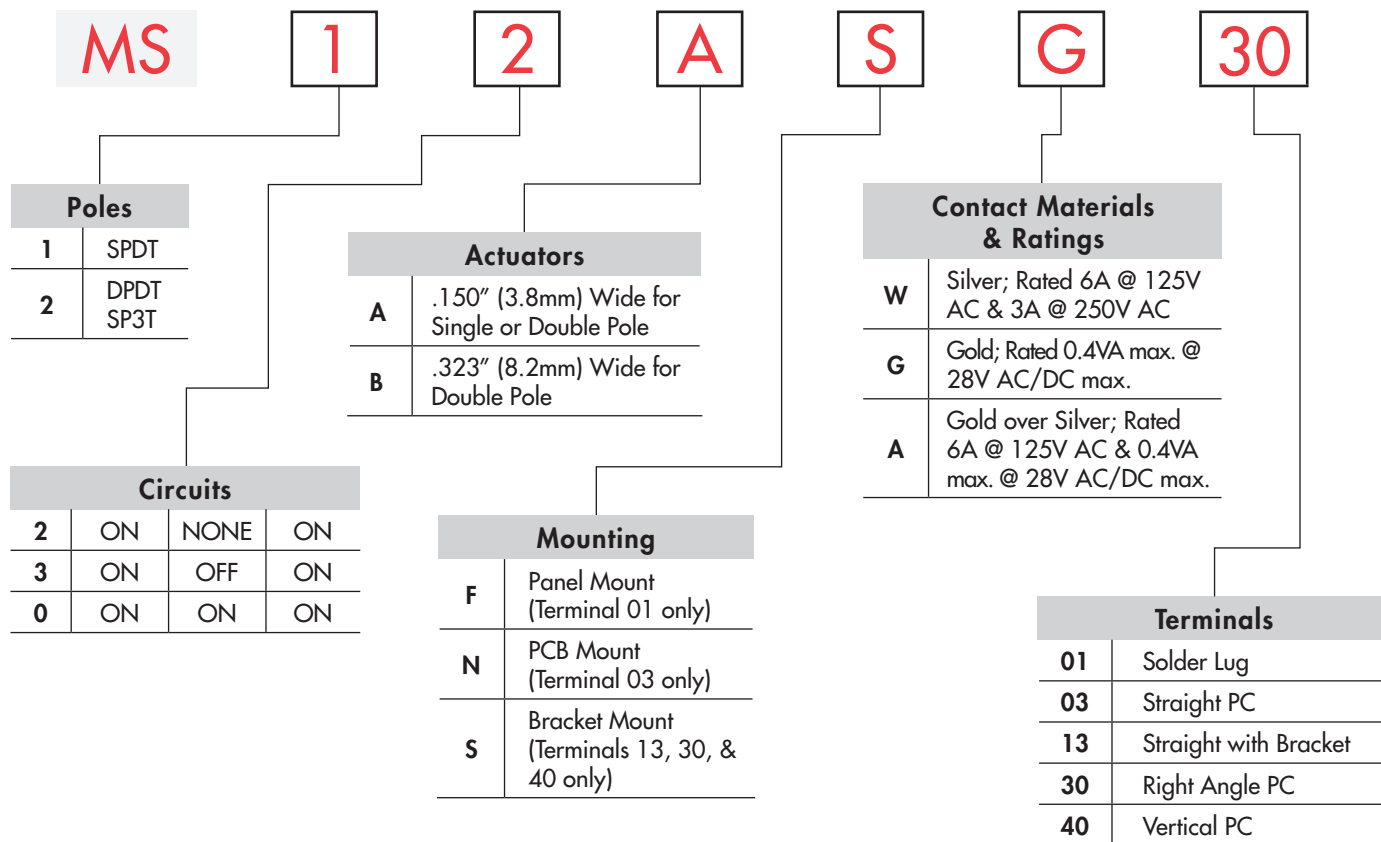 MS 1 2 A S G 30
Poles
1 SPDT
2 DPDT
SP3T
Circuits
2 ON NONE ON
3 ON OFF ON
0 ON ON ON
Actuators
A .150″ (3.8mm) Wide for
Single or Double Pole
B .323″ (8.2mm) Wide for
Double Pole
Mounting
F Panel Mount
(Terminal 01 only)
N PCB Mount
(Terminal 03 only)
S Bracket Mount
(Terminals 13, 30, &
40 only)
Contact Materials
& Ratings
W Silver; Rated 6A @ 125V
AC & 3A @ 250V AC
G Gold; Rated 0.4VA max. @
28V AC/DC max.
A Gold over Silver; Rated
6A @ 125V AC & 0.4VA
max. @ 28V AC/DC max.
Terminals
01 Solder Lug
03 Straight PC
13 Straight with Bracket
30 Right Angle PC
40 Vertical PC